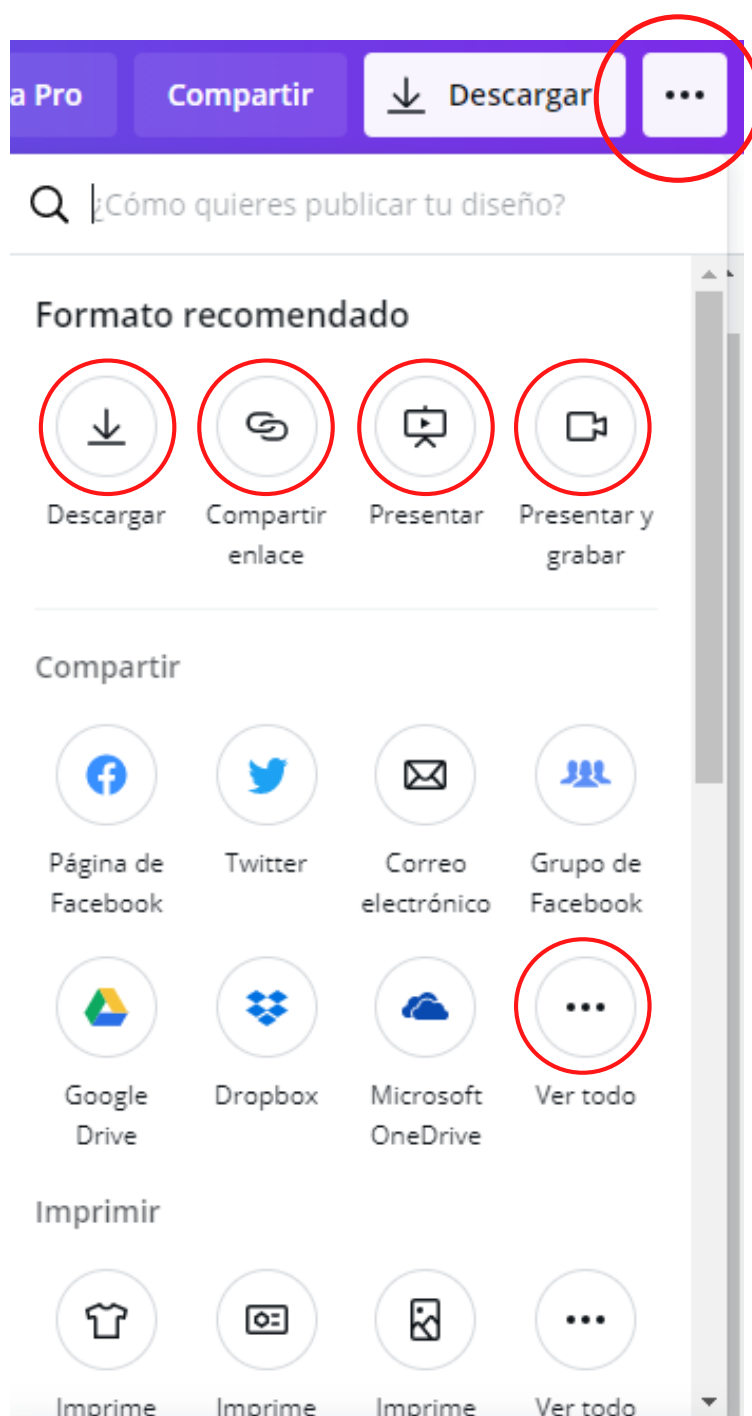 a Pro Compartir Descargar
¿Cómo quieres publicar tu diseño?
Formato recomendado
Descargar Compartir enlace Presentar Presentar y grabar
Compartir
Página de Facebook Twitter Correo electrónico Grupo de Facebook
Google Drive Dropbox Microsoft OneDrive Ver todo
Imprimir
Imprime Imprime Imprime Ver todo